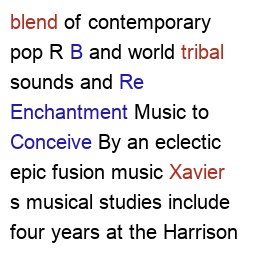 blend of contemporary
pop R B and world tribal
sounds and Re
Enchantment Music to
Conceive By an eclectic
epic fusion music Xavier
s musical studies include
four years at the Harrison